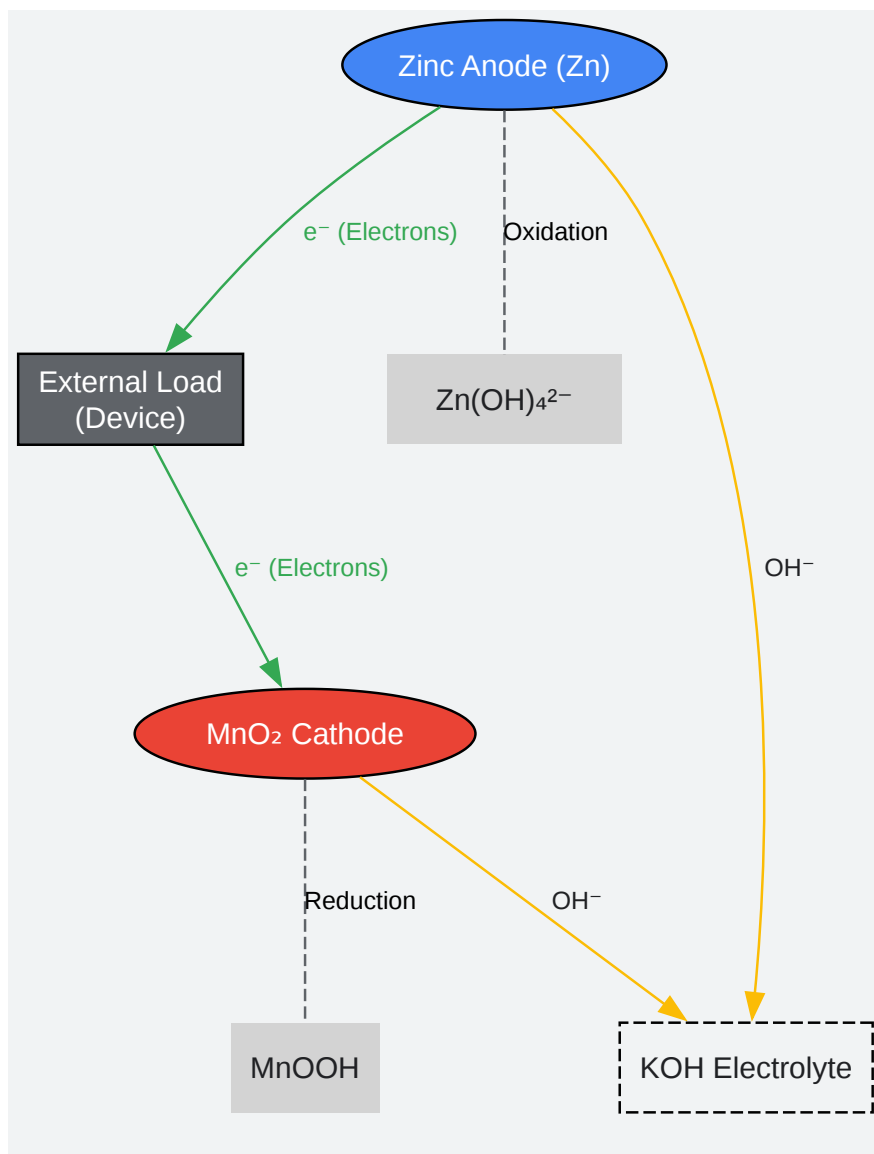 Zinc Anode (Zn)
e⁻ (Electrons)
Oxidation
External Load
(Device)
Zn(OH)₄²⁻
e⁻ (Electrons)
OH⁻
MnO₂ Cathode
Reduction
OH⁻
MnOOH
KOH Electrolyte